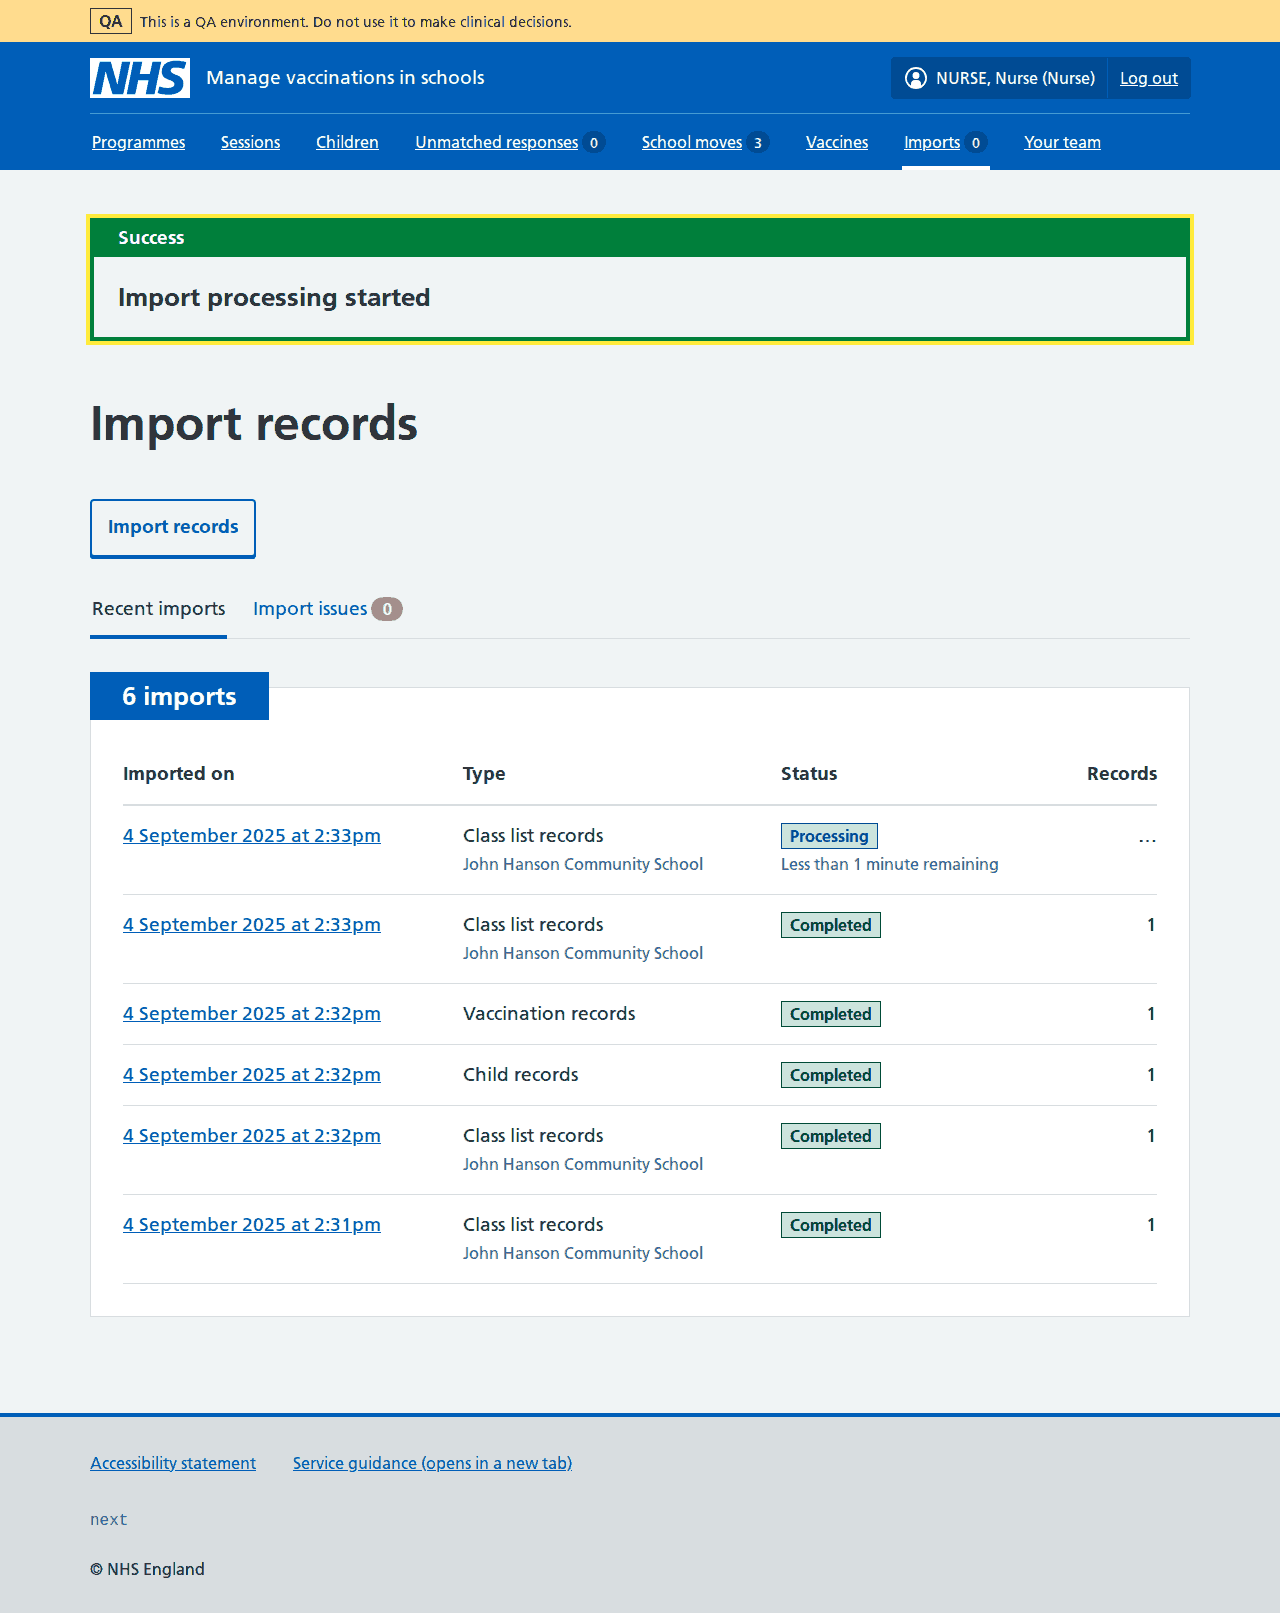 QA This is a QA environment. Do not use it to make clinical decisions.
NHS Manage vaccinations in schools NURSE, Nurse (Nurse) Log out
Programmes Sessions Children Unmatched responses 0 School moves 3 Vaccines Imports 0 Your team
Success
Import processing started
Import records
Import records
Recent imports Import issues 0
6 imports
Imported on Type Status Records
4 September 2025 at 2:33pm Class list records Processing ...
John Hanson Community School Less than 1 minute remaining
4 September 2025 at 2:33pm Class list records Completed 1
John Hanson Community School
4 September 2025 at 2:32pm Vaccination records Completed 1
4 September 2025 at 2:32pm Child records Completed 1
4 September 2025 at 2:32pm Class list records Completed 1
John Hanson Community School
4 September 2025 at 2:31pm Class list records Completed 1
John Hanson Community School
Accessibility statement Service guidance (opens in a new tab)
next
© NHS England